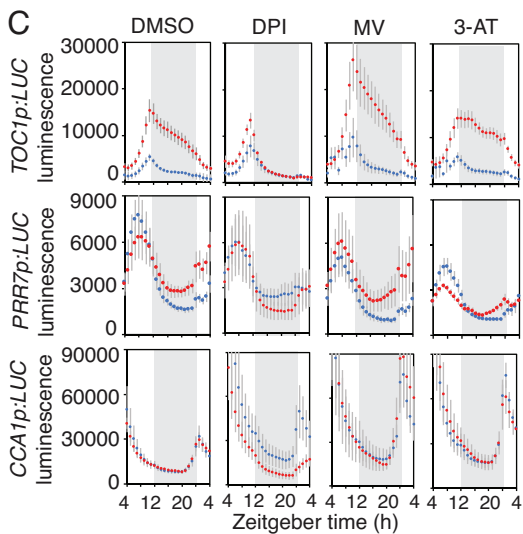 C
DMSO DPI MV 3-AT
TOC1p:LUC
luminescence
30000
20000
10000
0
PRR7p:LUC
luminescence
9000
6000
3000
0
CCA1p:LUC
luminescence
90000
60000
30000
0
4 12 20 4 4 12 20 4 4 12 20 4 4 12 20 4
Zeitgeber time (h)